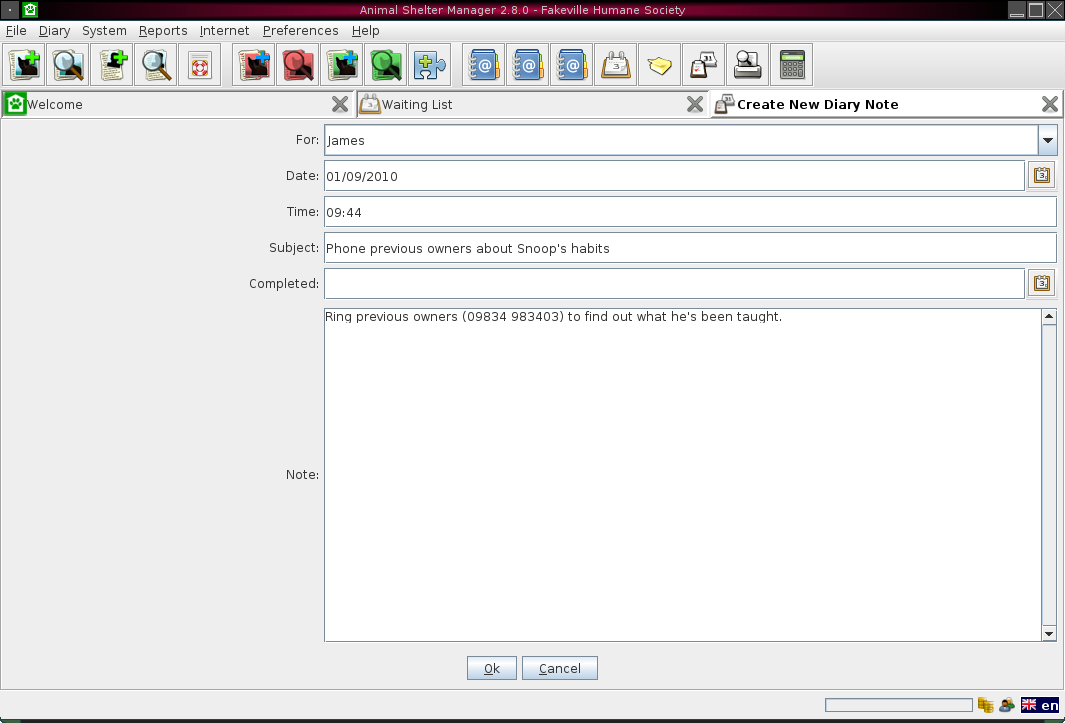 Animal Shelter Manager 2.8.0 - Fakeville Humane Society
File Diary System Reports Internet Preferences Help
Welcome
Waiting List
Create New Diary Note
For: James
Date: 01/09/2010
Time: 09:44
Subject: Phone previous owners about Snoop's habits
Completed:
Note: Ring previous owners (09834 983403) to find out what he's been taught.
Ok Cancel
en